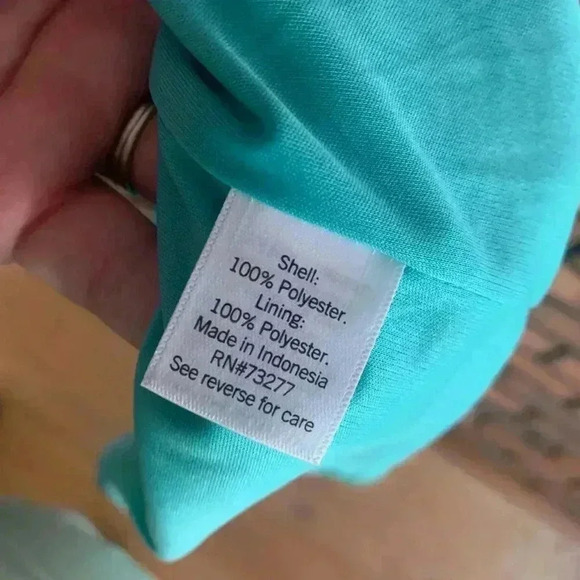 Shell:
100% Polyester.
Lining:
100% Polyester.
Made in Indonesia
RN#73277
See reverse for care